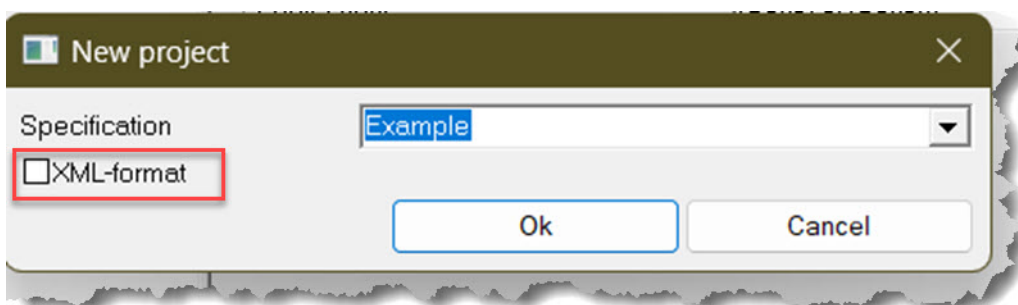 New project
Specification
Example
XML-format
Ok
Cancel